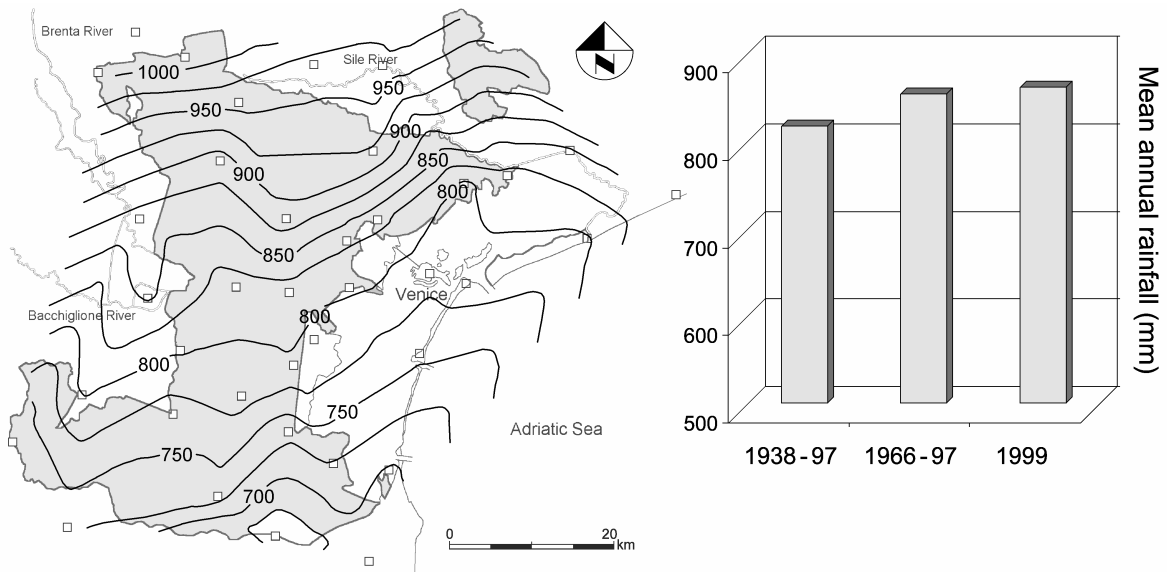 Brenta River
1000
Sile River
950
950
900
900
850
800
850
Venice
Bacchiglione River
800
800
750
750
700
Adriatic Sea
0 20
km
N
900
800
700
600
500
1938 - 97 1966 - 97 1999
Mean annual rainfall (mm)